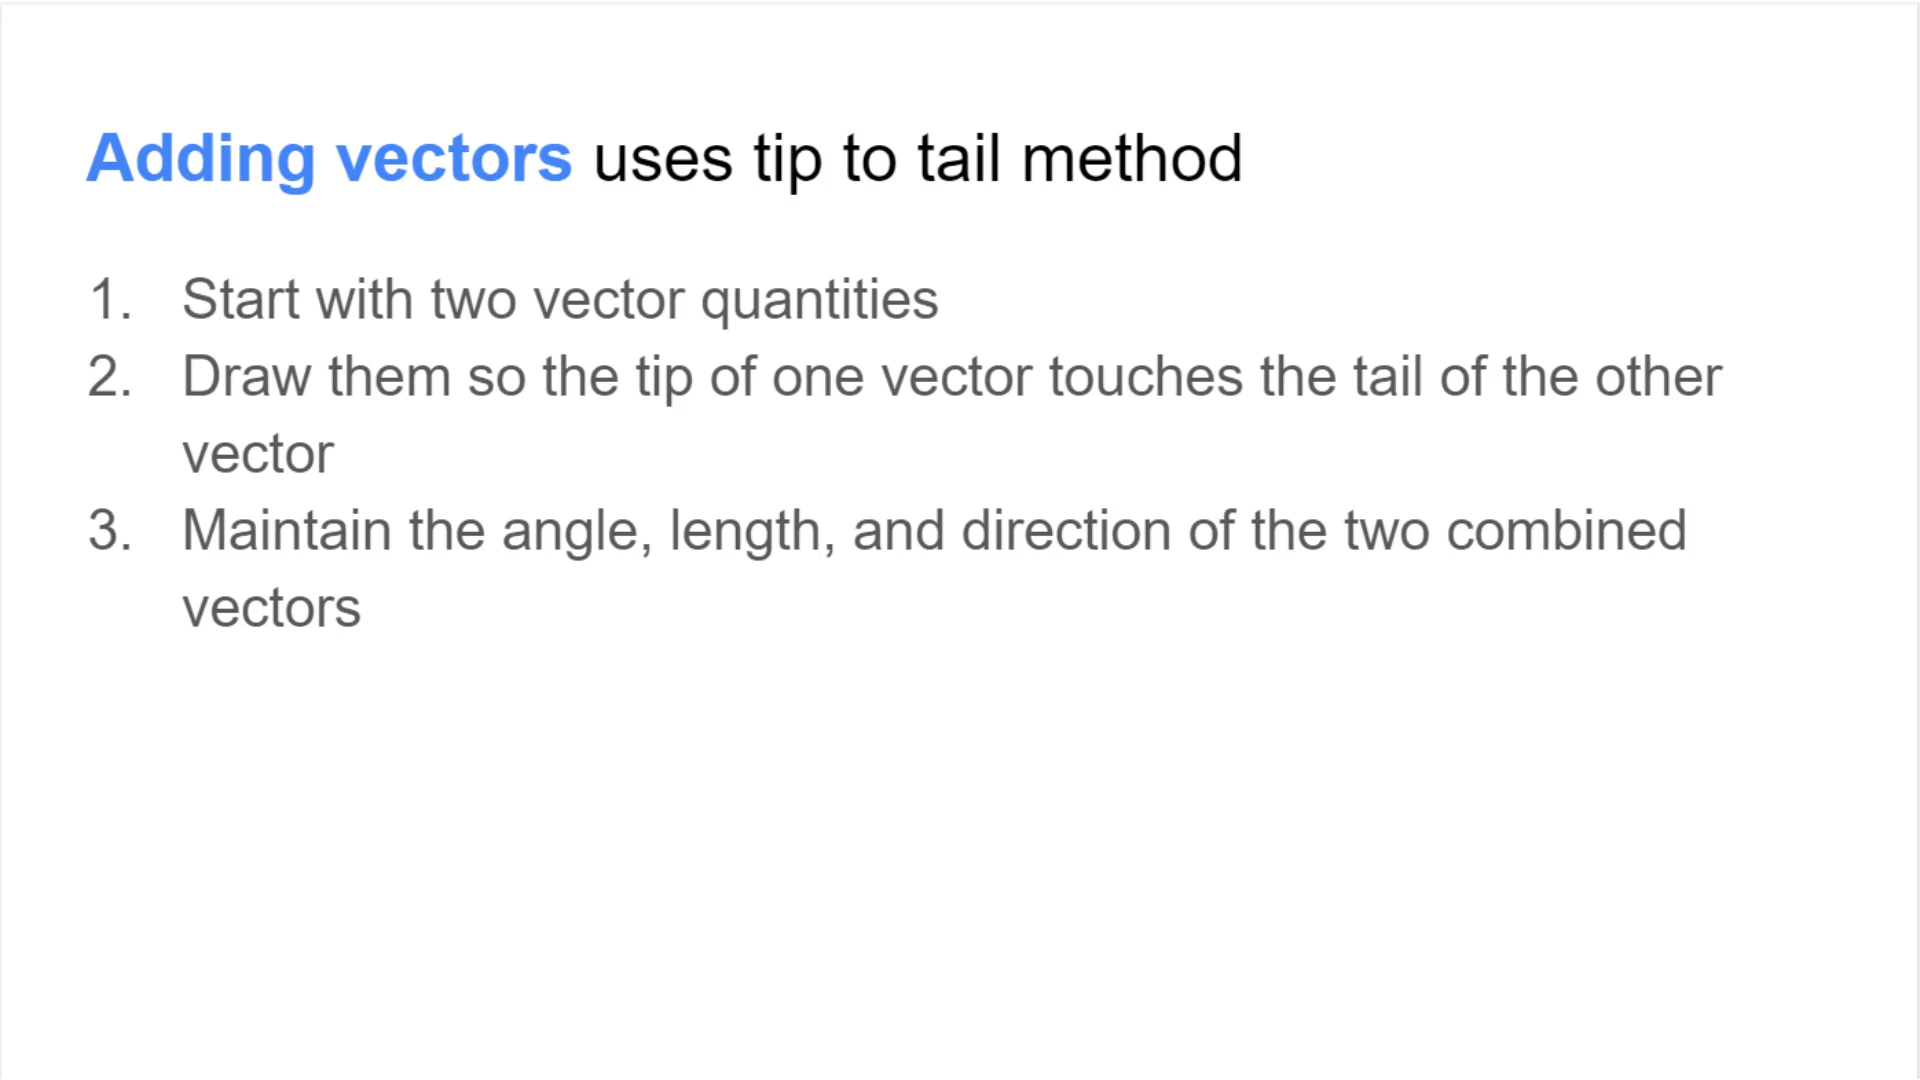 Adding vectors uses tip to tail method
1. Start with two vector quantities
2. Draw them so the tip of one vector touches the tail of the other
vector
3. Maintain the angle, length, and direction of the two combined
vectors